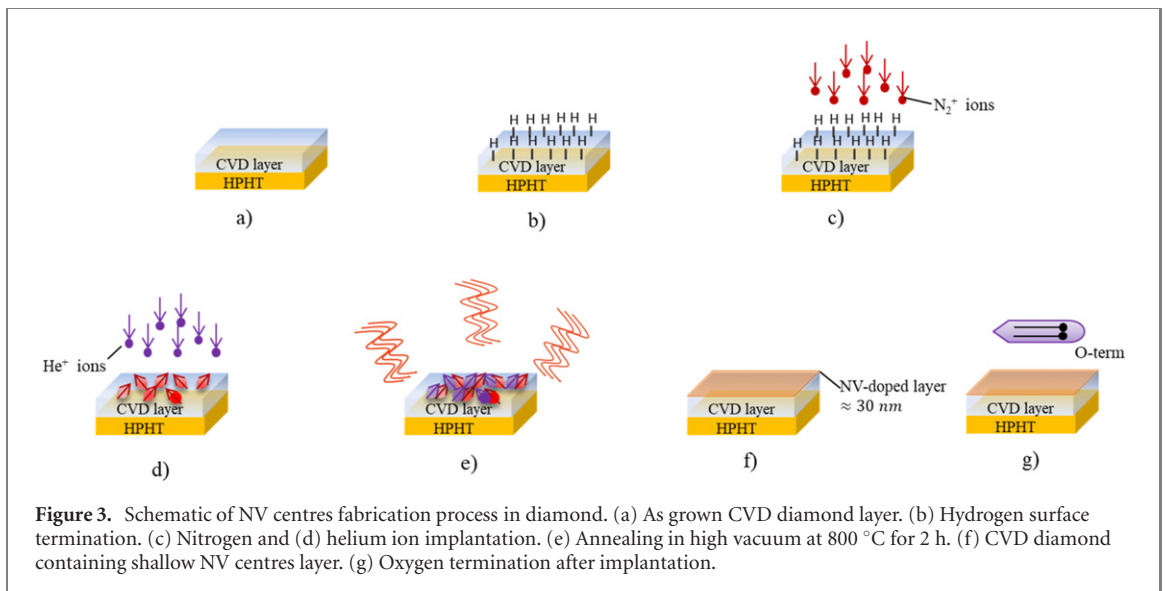 CVD layer
HPHT
a)
H H H H H H
H H H H H H
CVD layer
HPHT
b)
N₂⁺ ions
H H H H H H
H H H H H H
CVD layer
HPHT
c)
He⁺ ions
CVD layer
HPHT
d)
CVD layer
HPHT
e)
NV-doped layer
≈ 30 nm
CVD layer
HPHT
f)
O-term
CVD layer
HPHT
g)
Figure 3. Schematic of NV centres fabrication process in diamond. (a) As grown CVD diamond layer. (b) Hydrogen surface
termination. (c) Nitrogen and (d) helium ion implantation. (e) Annealing in high vacuum at 800 °C for 2 h. (f) CVD diamond
containing shallow NV centres layer. (g) Oxygen termination after implantation.